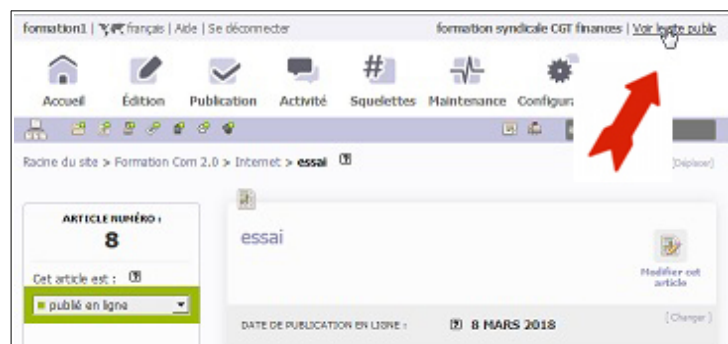 formation1 | français | Aide | Se déconnecter
formation syndicale CGT finances | Voir le site public
Accueil Édition Publication Activité Squelettes Maintenance Configura
Racine du site > Formation Com 2.0 > Internet > essai
[Déplacer]
ARTICLE NUMÉRO :
8
Cet article est :
publié en ligne
essai
Modifier cet
article
DATE DE PUBLICATION EN LIGNE :
8 MARS 2018
[Changer]